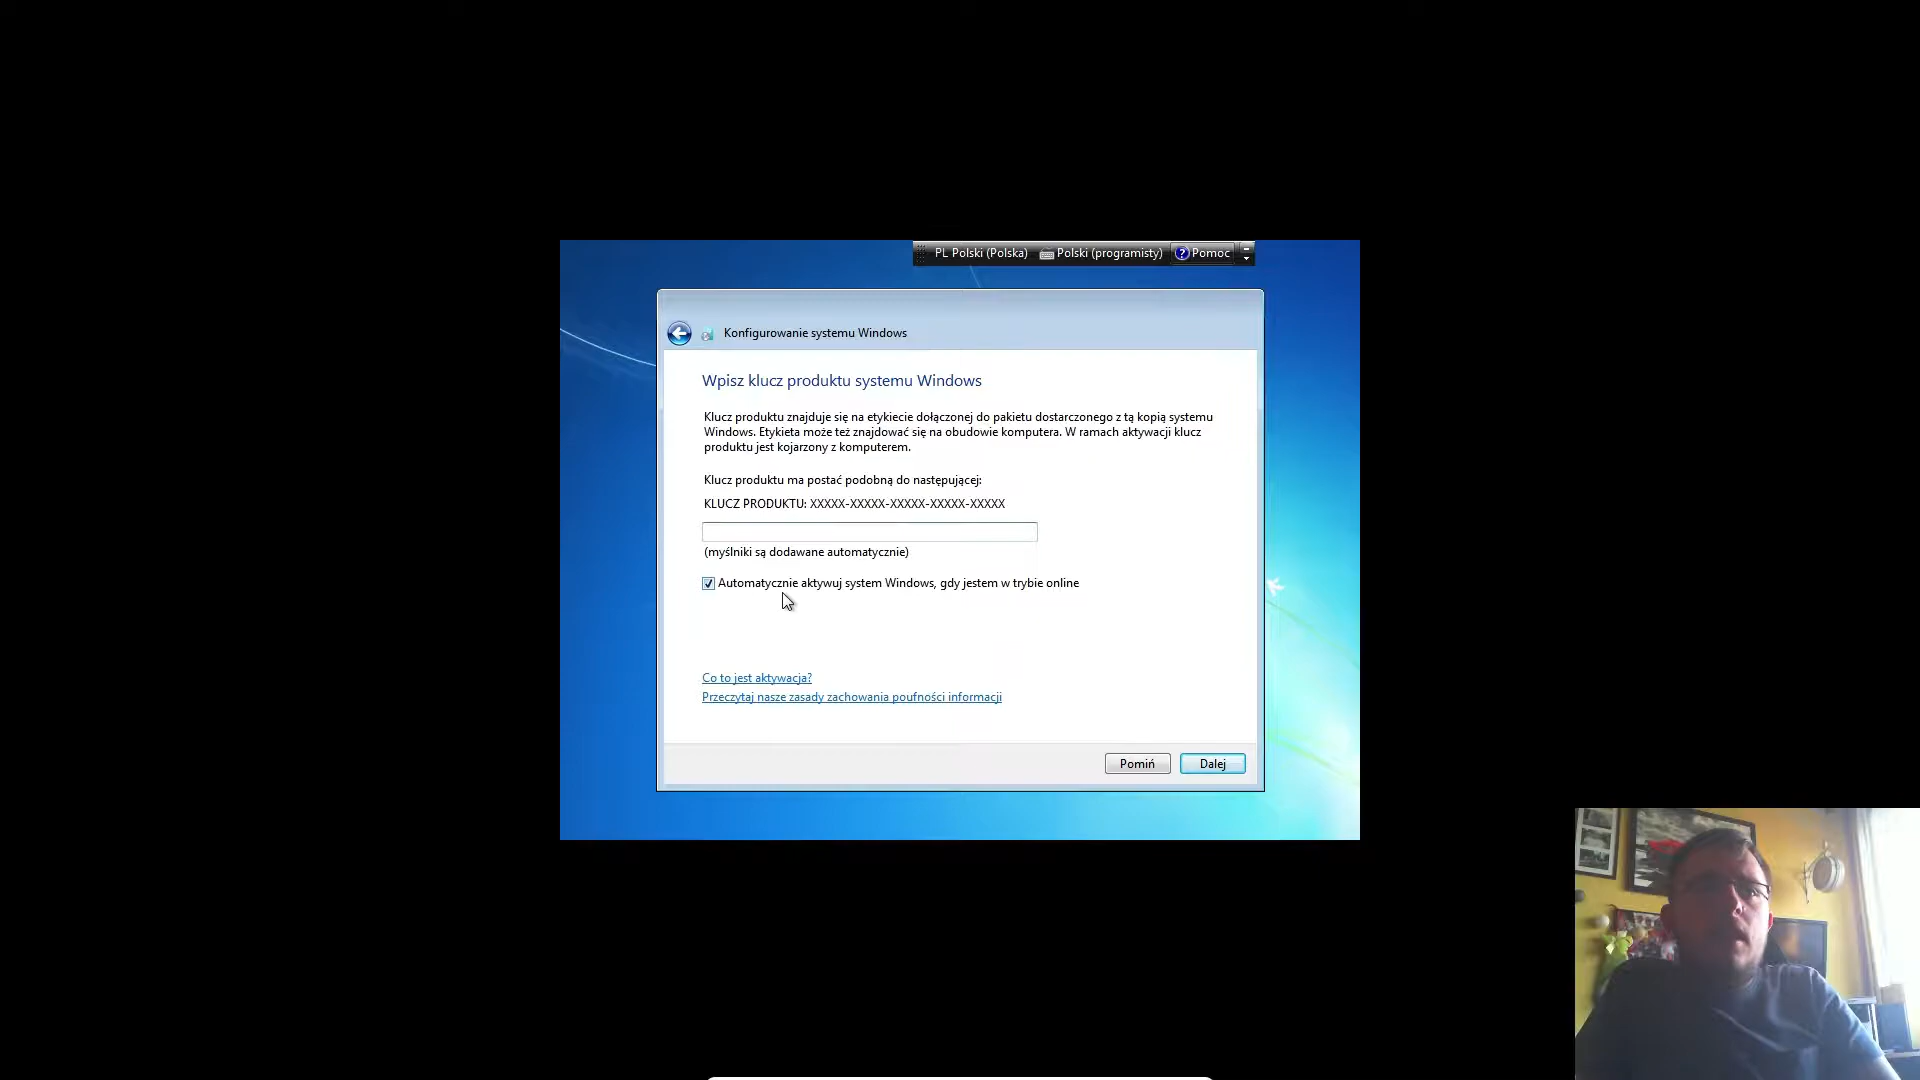 PL Polski (Polska) Polski (programisty) ? Pomoc
Konfigurowanie systemu Windows
Wpisz klucz produktu systemu Windows
Klucz produktu znajduje się na etykiecie dołączonej do pakietu dostarczonego z tą kopią systemu
Windows. Etykieta może też znajdować się na obudowie komputera. W ramach aktywacji klucz
produktu jest kojarzony z komputerem.
Klucz produktu ma postać podobną do następującej:
KLUCZ PRODUKTU: XXXXX-XXXXX-XXXXX-XXXXX-XXXXX
(myślniki są dodawane automatycznie)
Automatycznie aktywuj system Windows, gdy jestem w trybie online
Co to jest aktywacja?
Przeczytaj nasze zasady zachowania poufności informacji
Pomiń Dalej